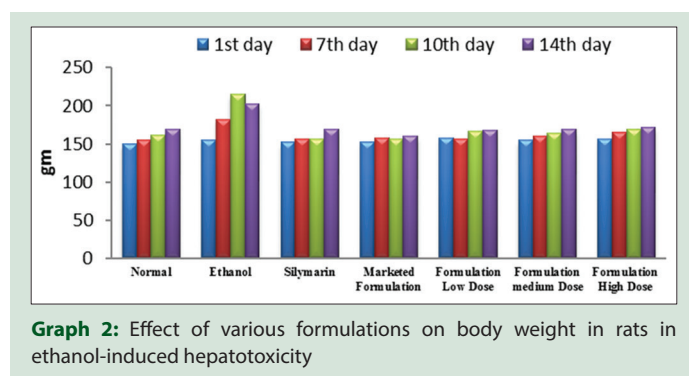 1st day 7th day 10th day 14th day
250
200
150
100
50
0
gm
Normal Ethanol Silymarin Marketed Formulation Formulation Formulation
Formulation Low Dose medium Dose High Dose
Graph 2: Effect of various formulations on body weight in rats in
ethanol-induced hepatotoxicity